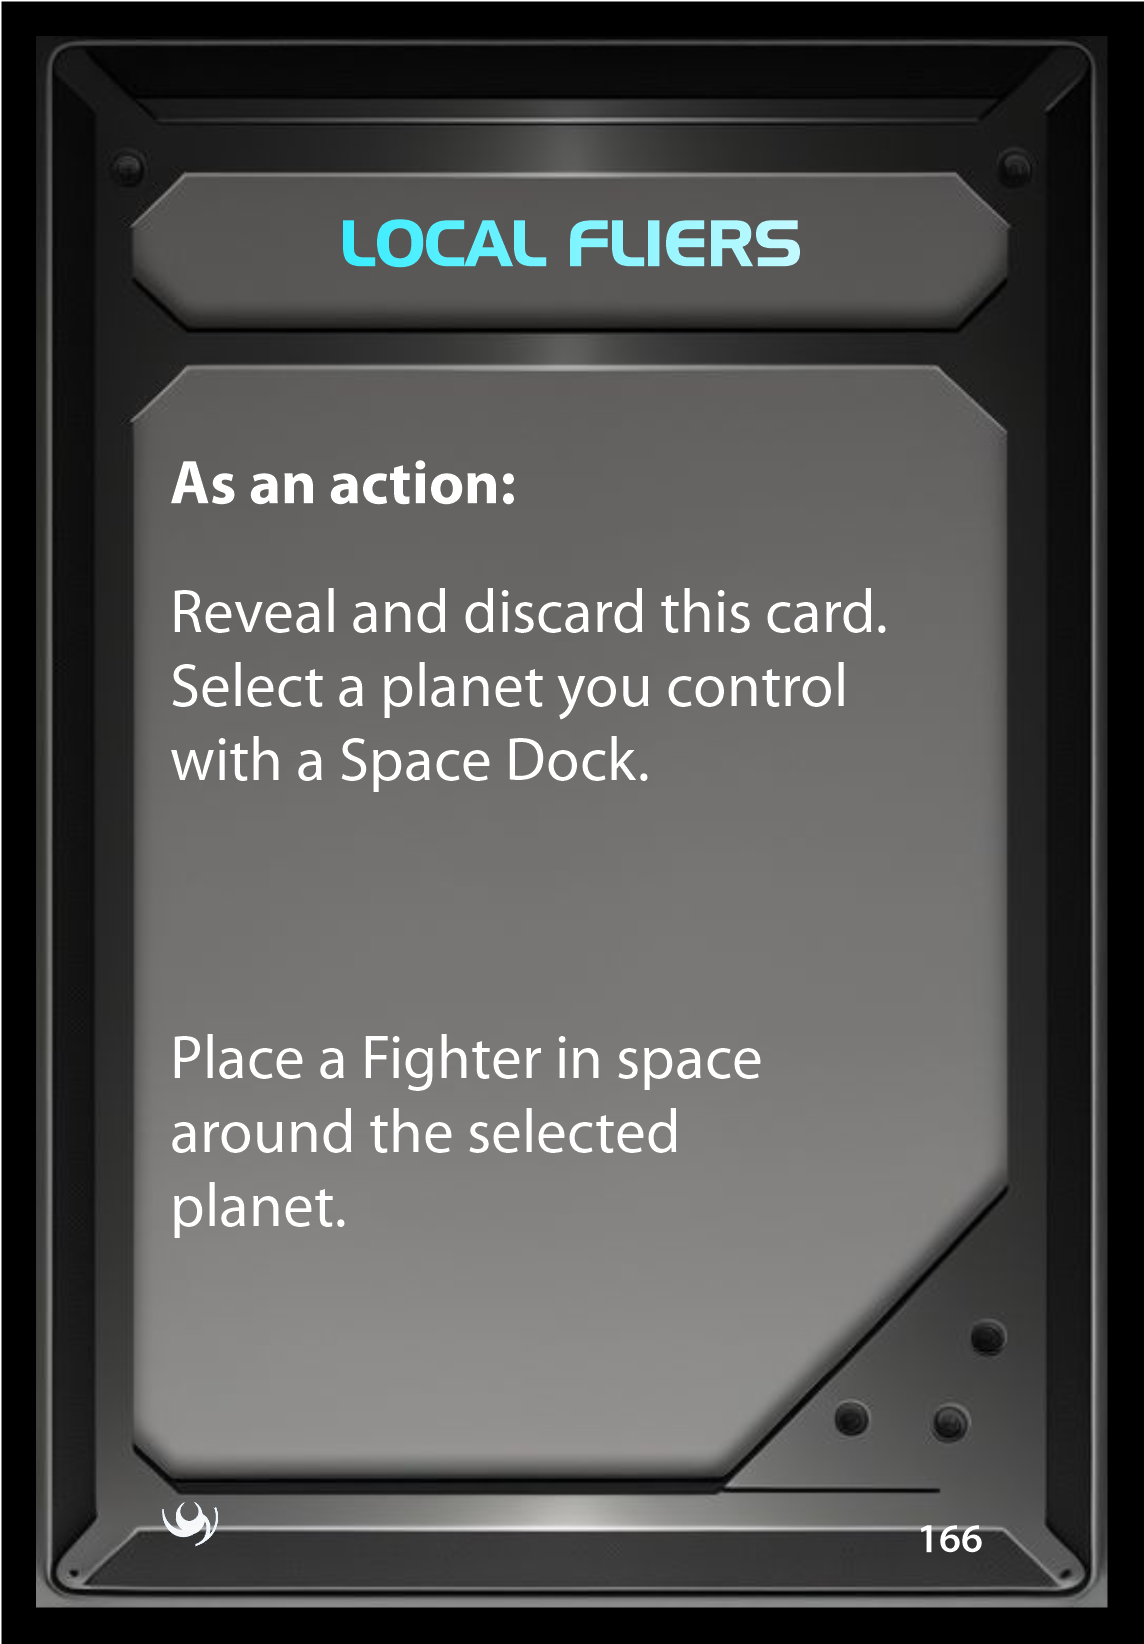 LOCAL FLIERS
As an action:
Reveal and discard this card.
Select a planet you control
with a Space Dock.
Place a Fighter in space
around the selected
planet.
166